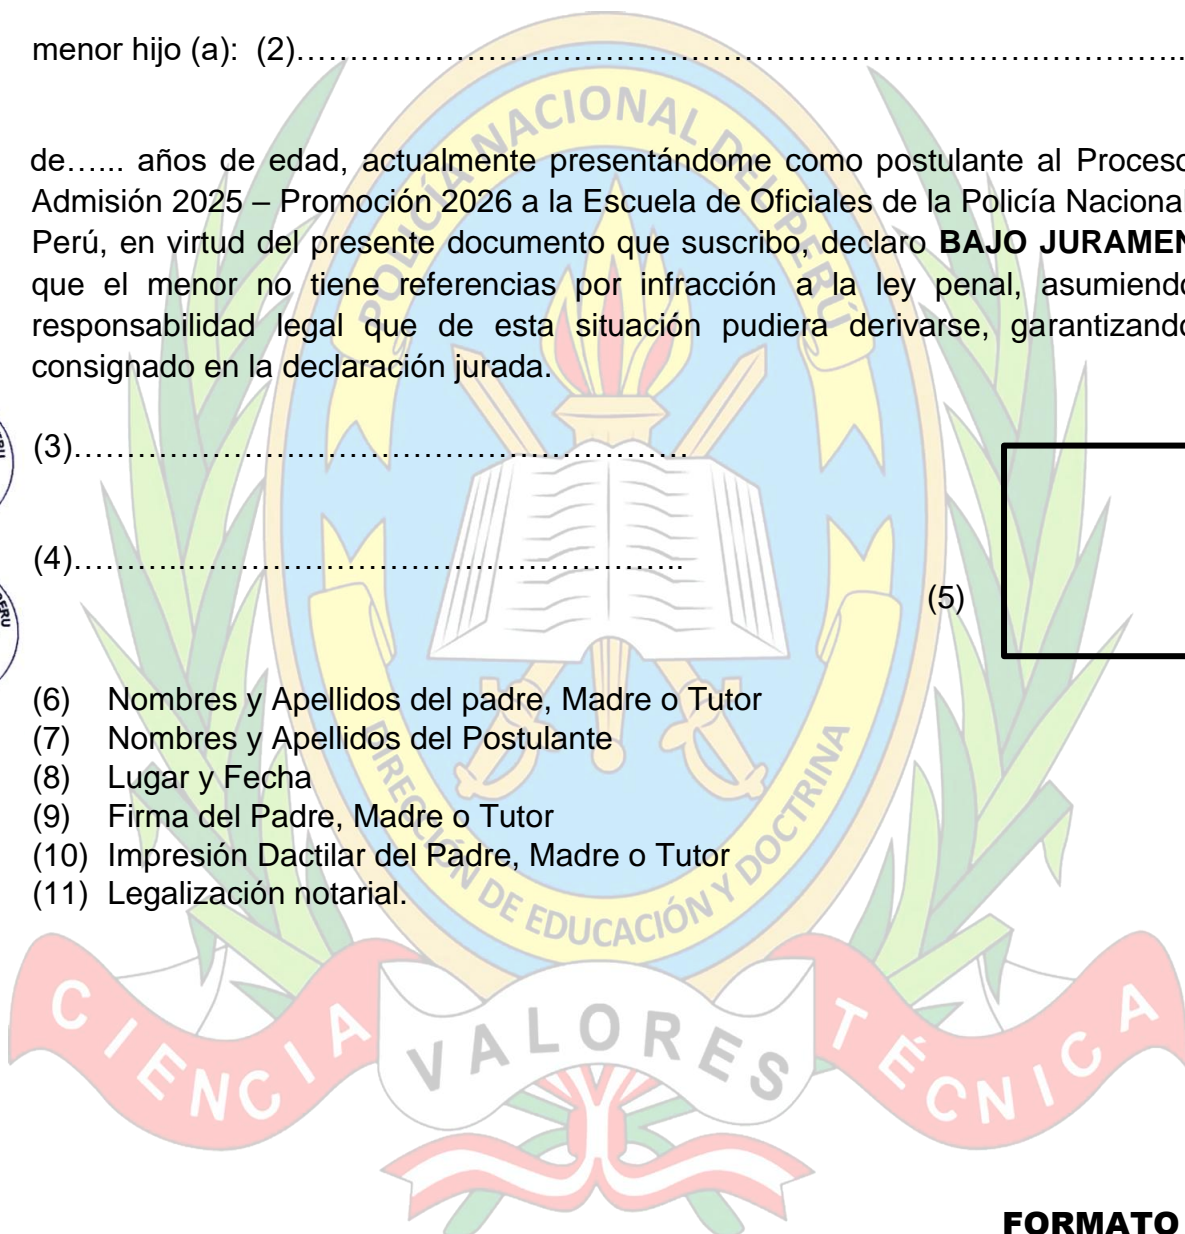 menor hijo (a): (2)……………………………………………………………………………..
de…... años de edad, actualmente presentándome como postulante al Proceso
Admisión 2025 – Promoción 2026 a la Escuela de Oficiales de la Policía Nacional
Perú, en virtud del presente documento que suscribo, declaro BAJO JURAMEN
que el menor no tiene referencias por infracción a la ley penal, asumiendo
responsabilidad legal que de esta situación pudiera derivarse, garantizando
consignado en la declaración jurada.
(3)…………………………………………………….
(4)…………………………………………………...
(5)
(6) Nombres y Apellidos del padre, Madre o Tutor
(7) Nombres y Apellidos del Postulante
(8) Lugar y Fecha
(9) Firma del Padre, Madre o Tutor
(10) Impresión Dactilar del Padre, Madre o Tutor
(11) Legalización notarial.
POLICÍA NACIONAL DEL PERÚ
DIRECCIÓN DE EDUCACIÓN Y DOCTRINA
CIENCIA VALORES TÉCNICA
FORMATO